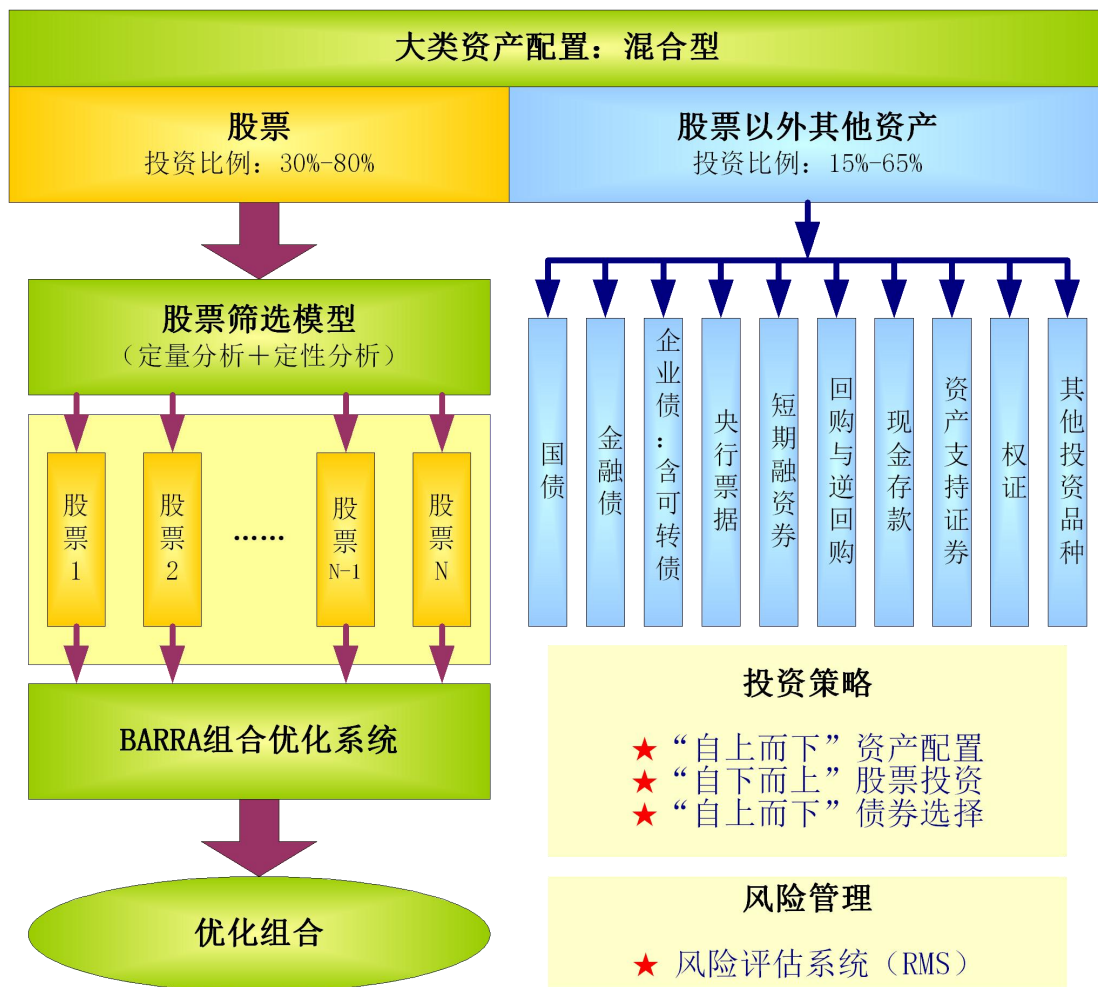 大类资产配置：混合型
股票
投资比例：30%-80%
股票以外其他资产
投资比例：15%-65%
股票筛选模型
（定量分析＋定性分析）
股票1
股票2
……
股票N-1
股票N
BARRA组合优化系统
优化组合
国债
金融债
企业债：含可转债
央行票据
短期融资券
回购与逆回购
现金存款
资产支持证券
权证
其他投资品种
投资策略
★“自上而下”资产配置
★“自下而上”股票投资
★“自上而下”债券选择
风险管理
★ 风险评估系统（RMS）